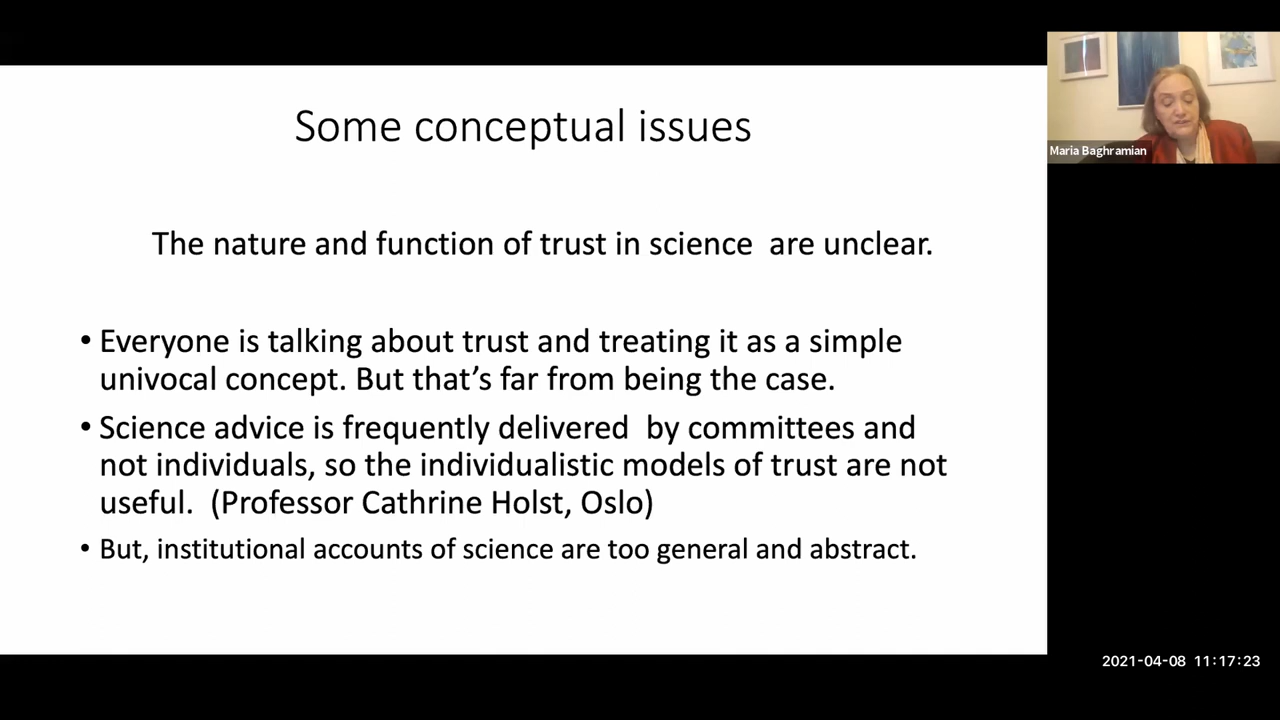 Some conceptual issues
The nature and function of trust in science  are unclear.
• Everyone is talking about trust and treating it as a simple
univocal concept. But that’s far from being the case.
• Science advice is frequently delivered  by committees and
not individuals, so the individualistic models of trust are not
useful.  (Professor Cathrine Holst, Oslo)
• But, institutional accounts of science are too general and abstract.
Maria Baghramian
2021-04-08 11:17:23